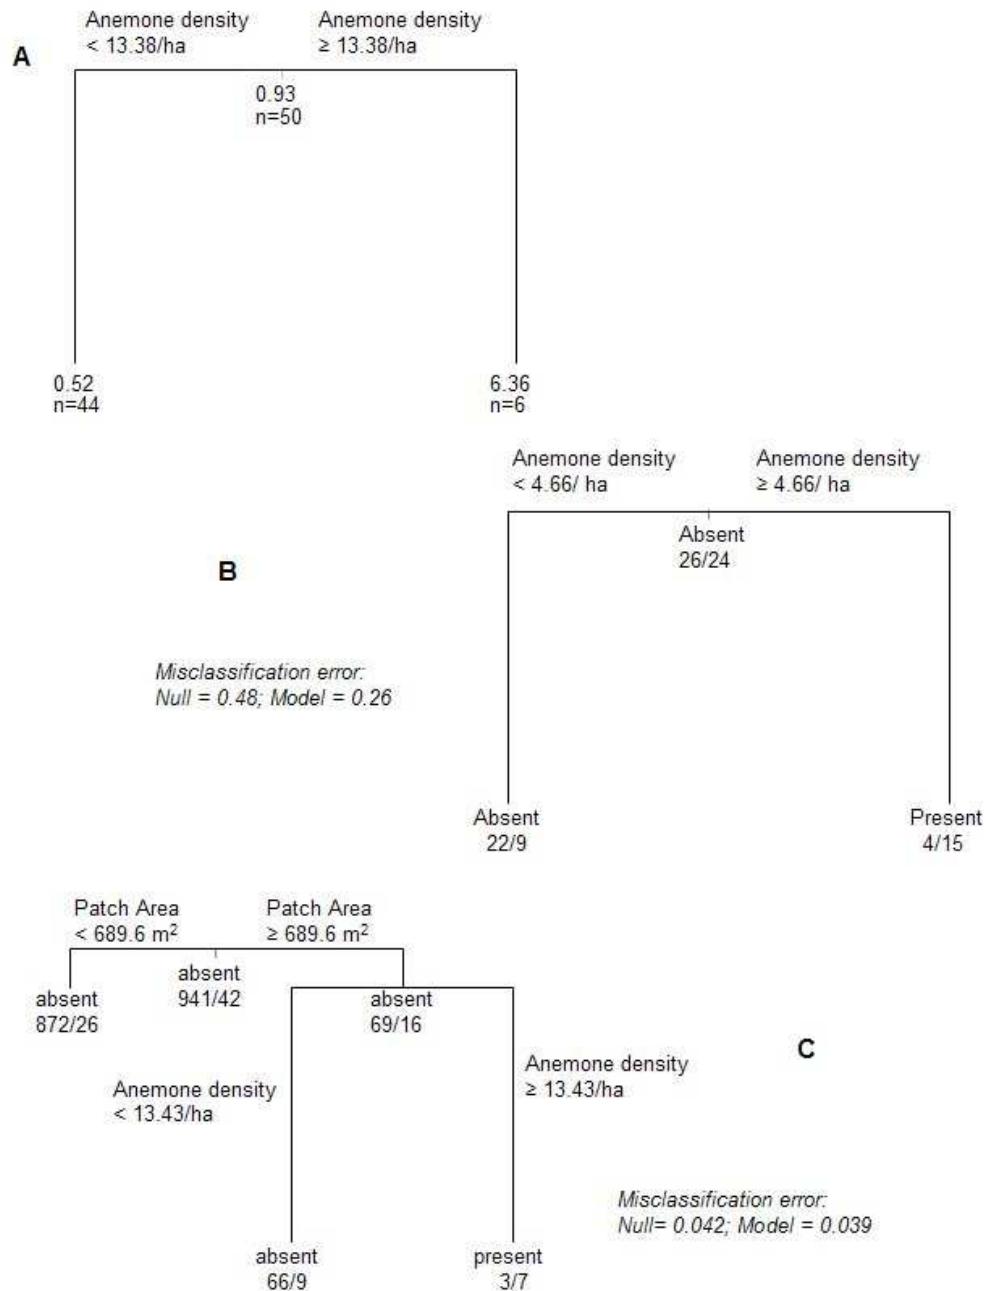 A
Anemone density
< 13.38/ha
Anemone density
≥ 13.38/ha
0.93
n=50
0.52
n=44
6.36
n=6
B
Anemone density
< 4.66/ ha
Anemone density
≥ 4.66/ ha
Absent
26/24
Misclassification error:
Null = 0.48; Model = 0.26
Absent
22/9
Present
4/15
Patch Area
< 689.6 m²
Patch Area
≥ 689.6 m²
absent
941/42
absent
872/26
absent
69/16
C
Anemone density
< 13.43/ha
Anemone density
≥ 13.43/ha
Misclassification error:
Null= 0.042; Model = 0.039
absent
66/9
present
3/7